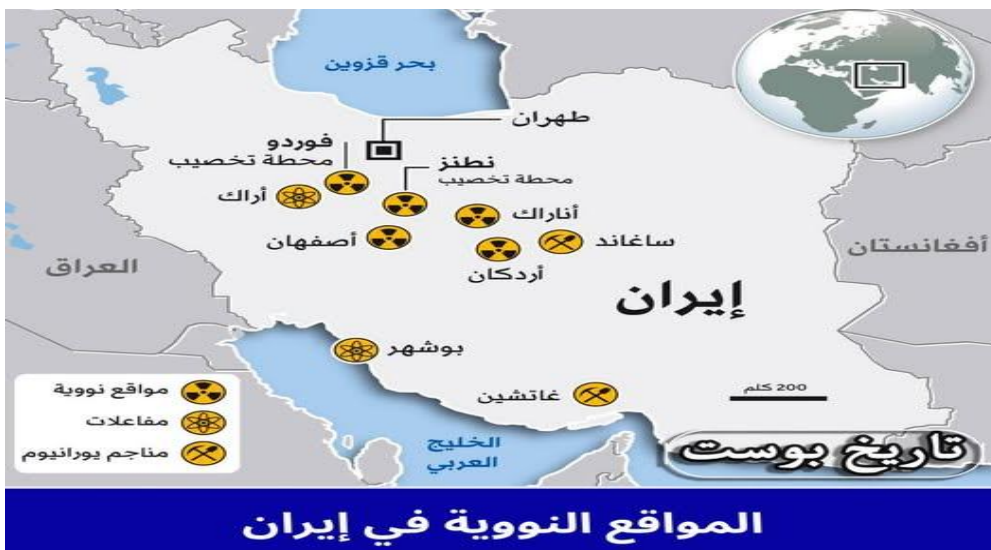 بحر قزوين
طهران
فوردو
محطة تخصيب
نطنز
محطة تخصيب
أراك
أناراك
أصفهان
ساغاند
أردكان
أفغانستان
العراق
إيران
بوشهر
غاتشين
200 كلم
مواقع نووية
مفاعلات
مناجم يورانيوم
الخليج
العربي
تاريخ بوست
المواقع النووية في إيران